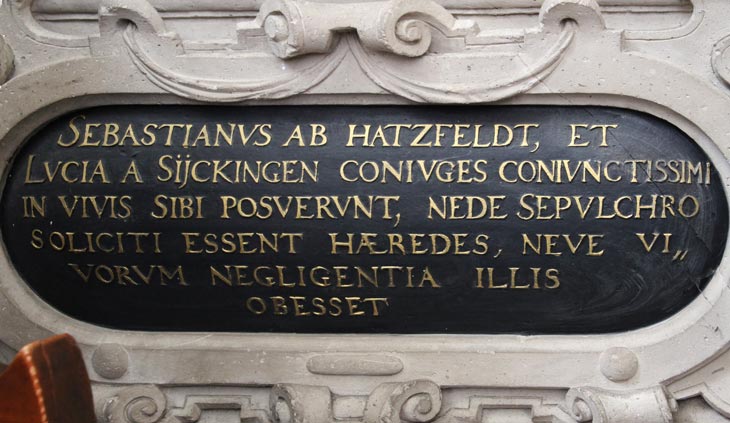 SEBASTIANVS AB HATZFELDT, ET
LVCIA A SIJCKINGEN CONIVGES CONIVNCTISSIMI
IN VIVIS SIBI POSVERVNT, NEDE SEPVLCHRO
SOLICITI ESSENT HÆREDES, NEVE VI„
VORVM NEGLIGENTIA ILLIS
OBESSET